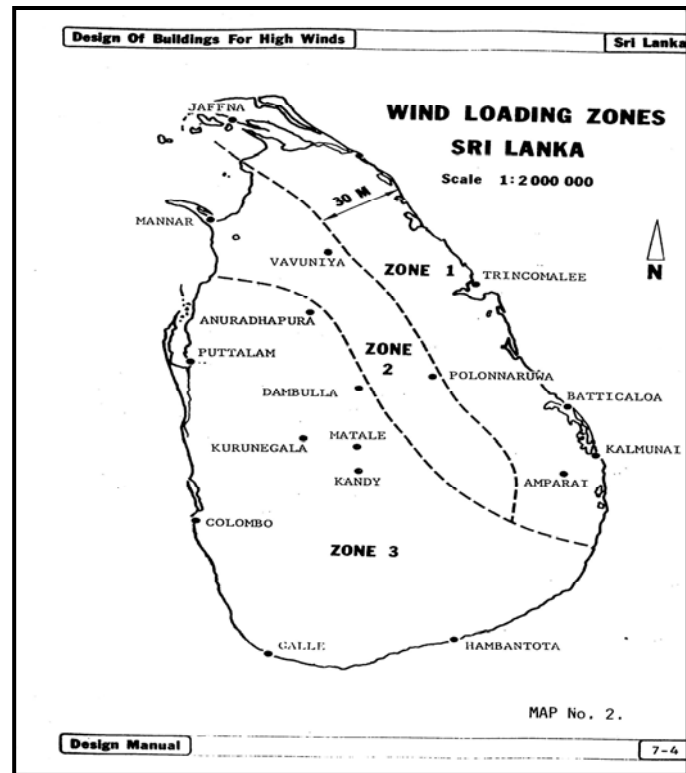 Design Of Buildings For High Winds
Sri Lanka
JAFFNA
WIND LOADING ZONES
SRI LANKA
Scale 1:2 000 000
30 M
MANNAR
VAVUNIYA
ZONE 1
TRINCOMALEE
N
ANURADHAPURA
PUTTALAM
ZONE
2
POLONNARUWA
DAMBULLA
BATTICALOA
KURUNEGALA
MATALE
KALMUNAI
KANDY
AMPARAI
COLOMBO
ZONE 3
GALLE
HAMBANTOTA
MAP No. 2.
Design Manual
7-4